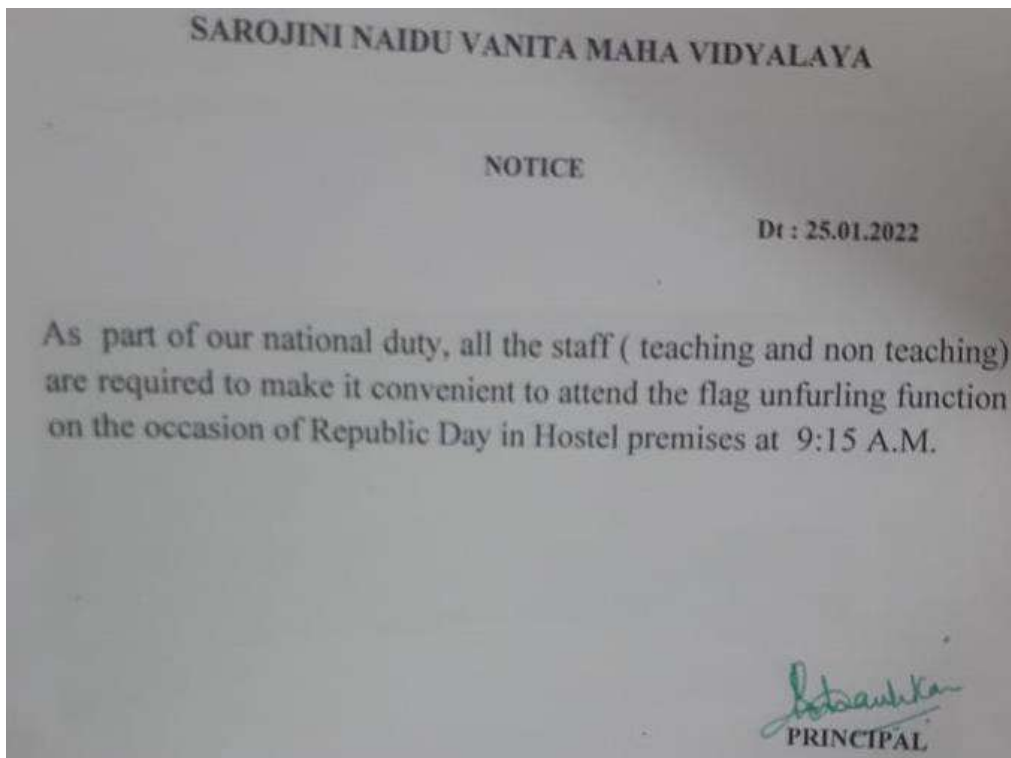 SAROJINI NAIDU VANITA MAHA VIDYALAYA
NOTICE
Dt : 25.01.2022
As part of our national duty, all the staff ( teaching and non teaching)
are required to make it convenient to attend the flag unfurling function
on the occasion of Republic Day in Hostel premises at 9:15 A.M.
PRINCIPAL